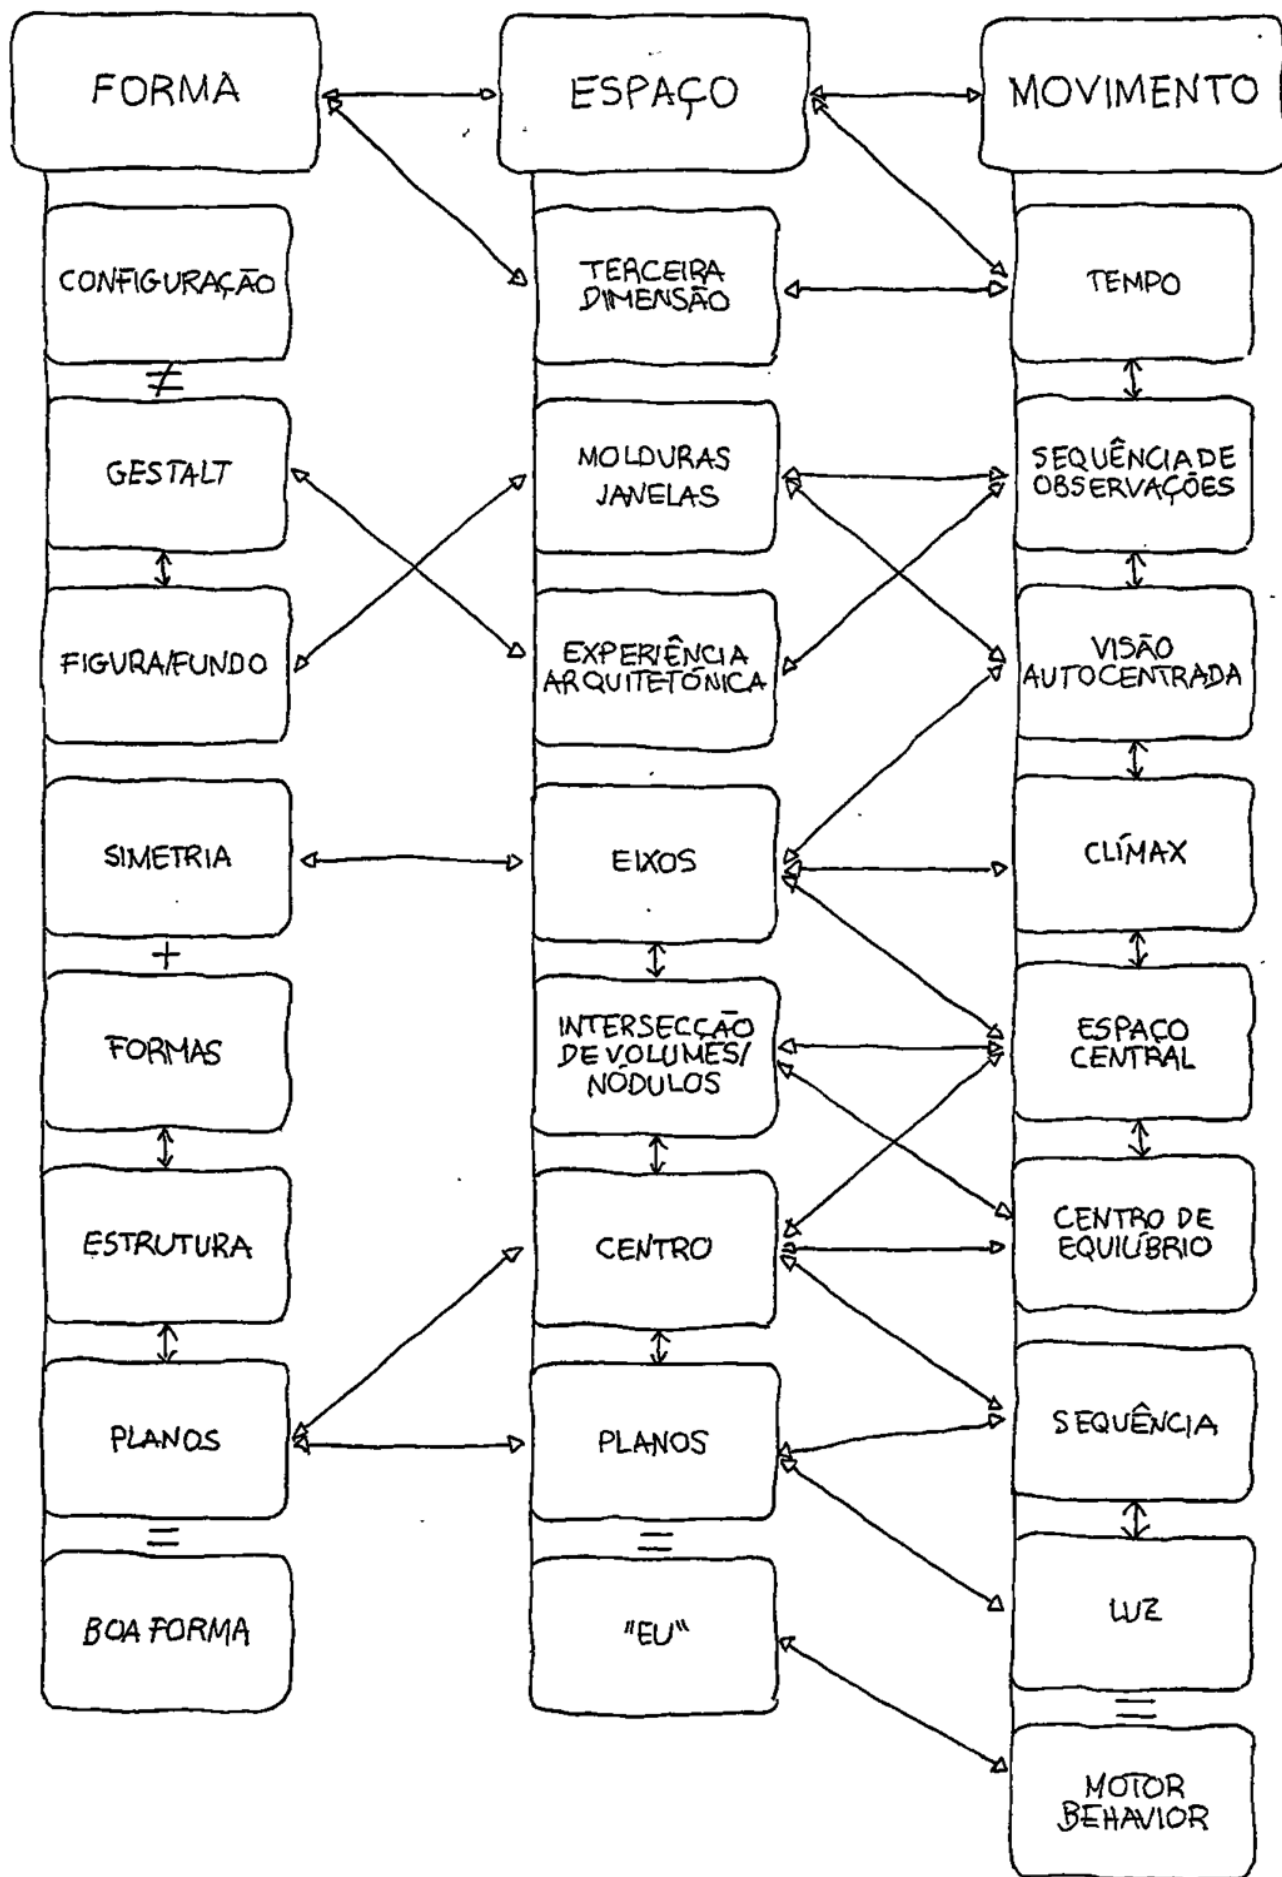 FORMA
ESPAÇO
MOVIMENTO
CONFIGURAÇÃO
≠
GESTALT
FIGURA/FUNDO
SIMETRIA
+
FORMAS
ESTRUTURA
PLANOS
=
BOA FORMA
TERCEIRA
DIMENSÃO
MOLDURAS
JANELAS
EXPERIÊNCIA
ARQUITETÔNICA
EIXOS
INTERSECÇÃO
DE VOLUMES/
NÓDULOS
CENTRO
PLANOS
=
"EU"
TEMPO
SEQUÊNCIA DE
OBSERVAÇÕES
VISÃO
AUTOCENTRADA
CLÍMAX
ESPAÇO
CENTRAL
CENTRO DE
EQUILÍBRIO
SEQUÊNCIA
LUZ
=
MOTOR
BEHAVIOR